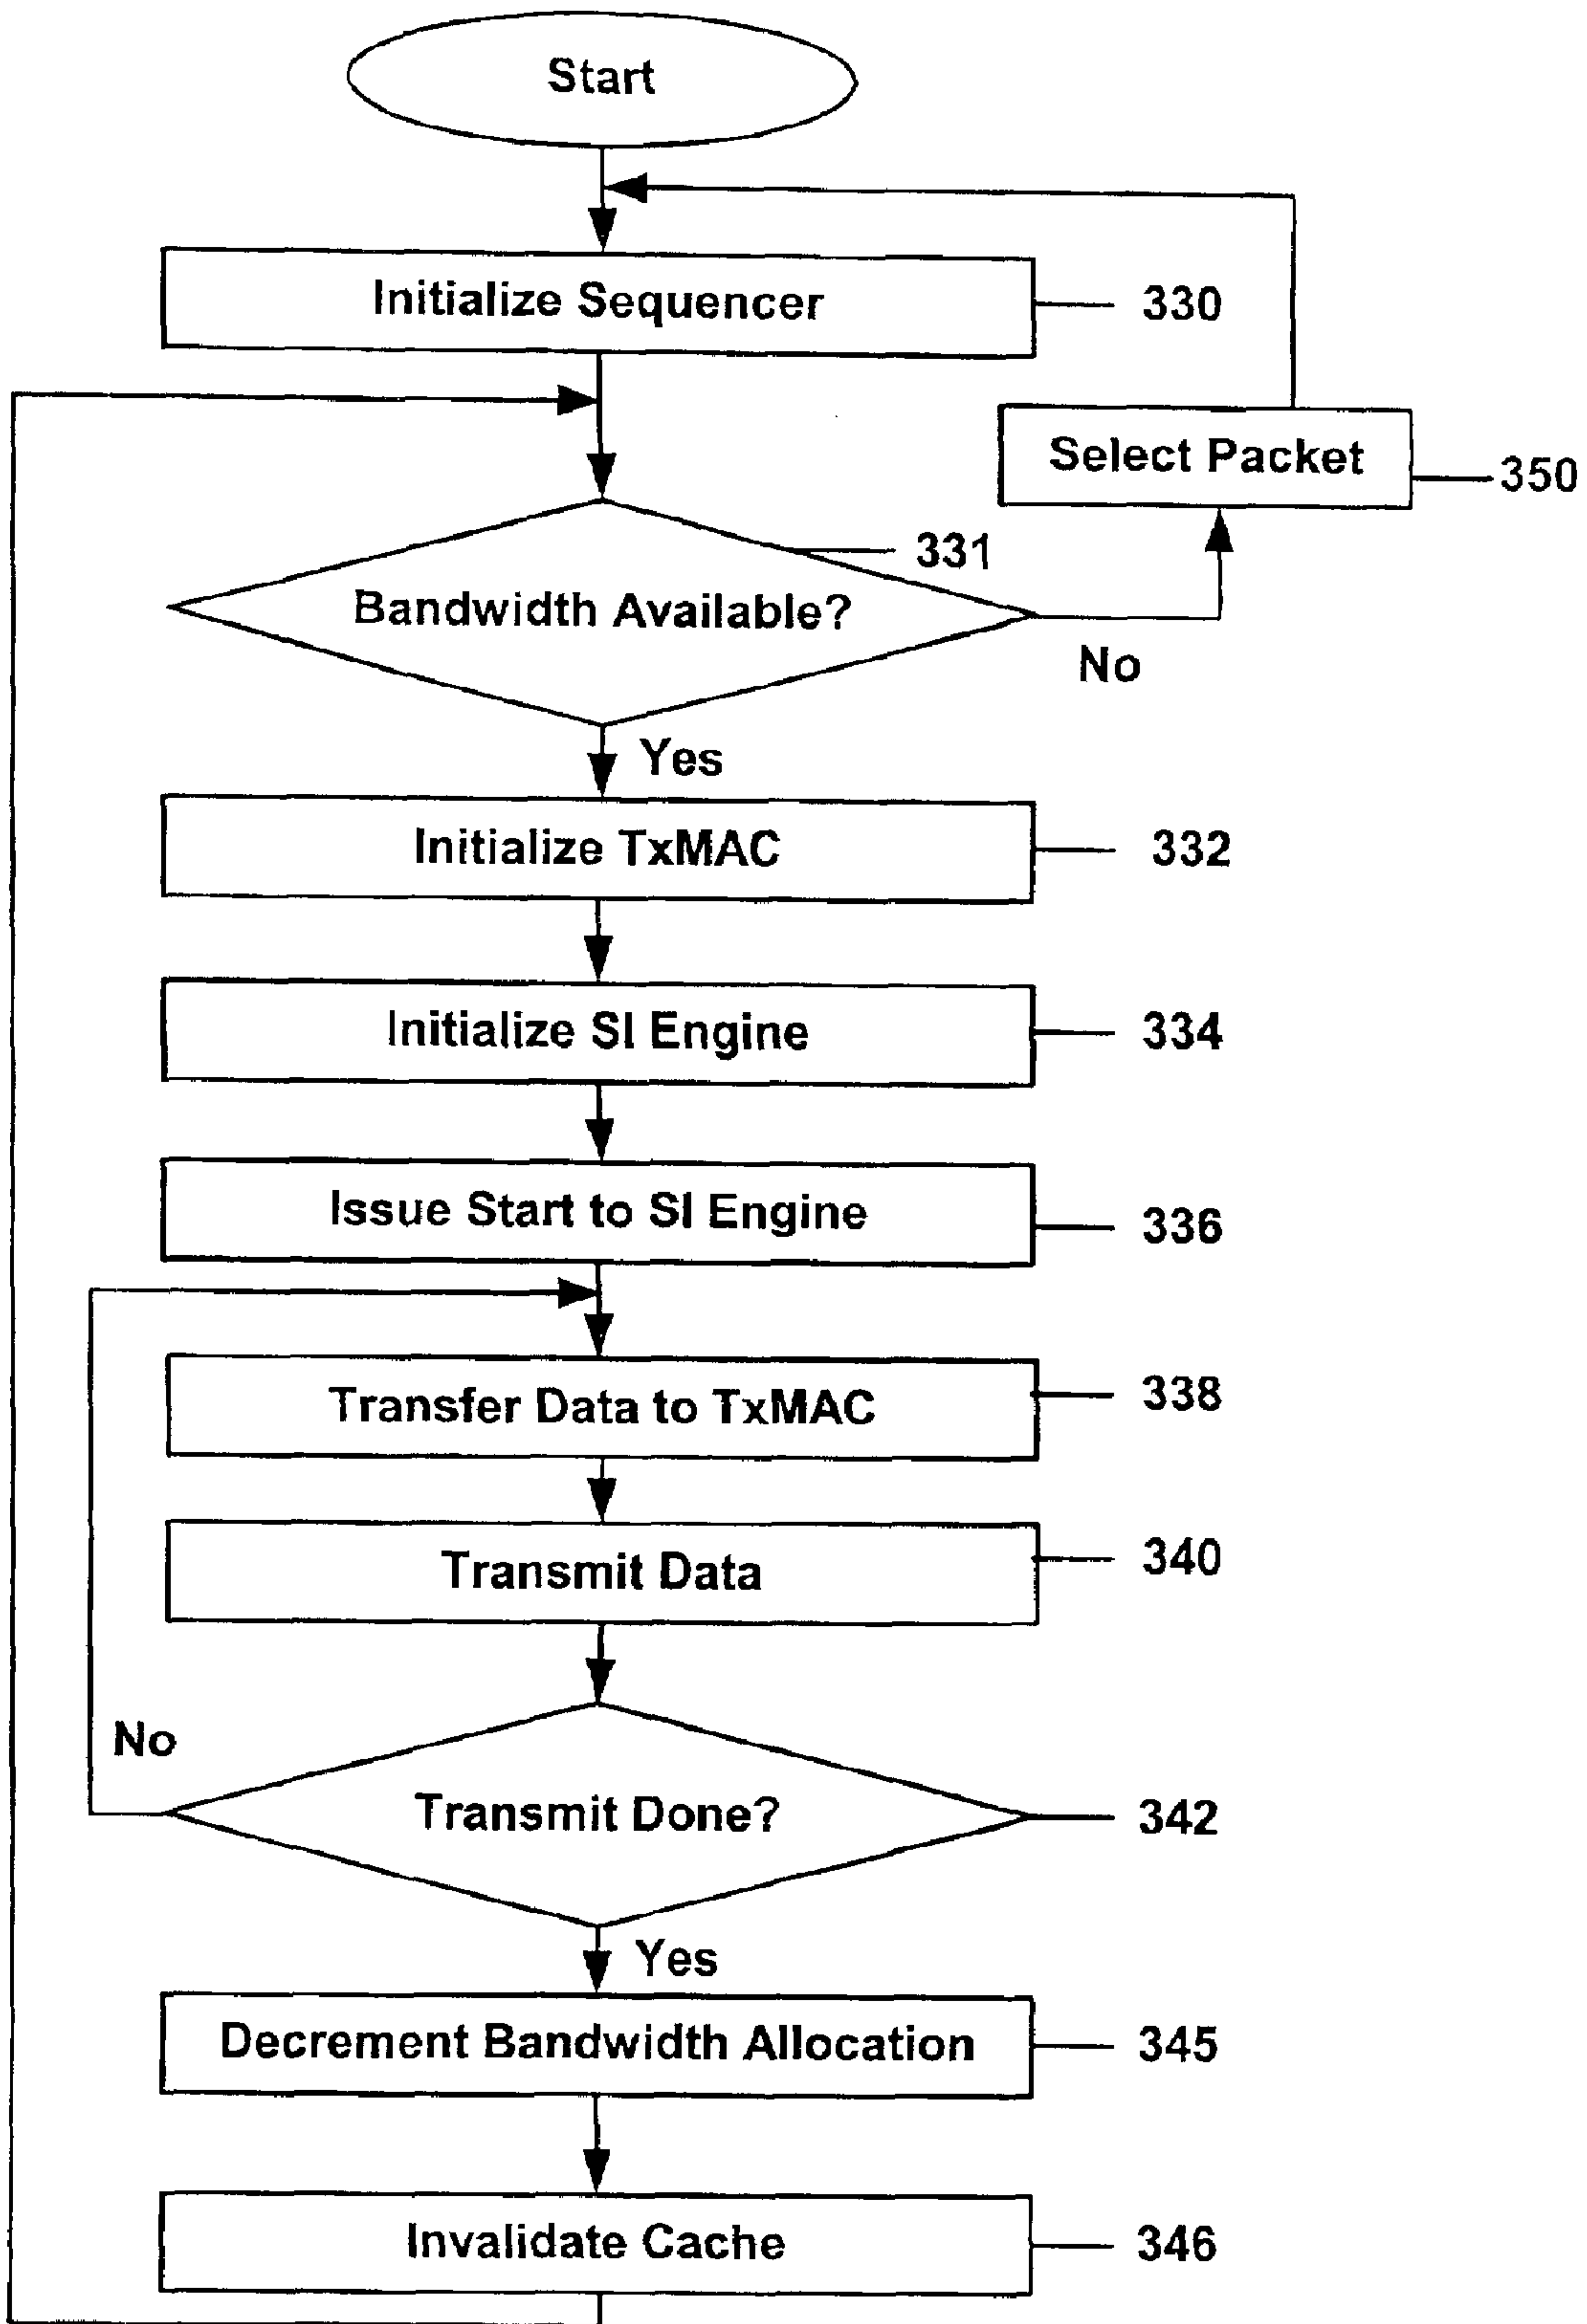 Start
Initialize Sequencer
330
Select Packet
350
331
Bandwidth Available?
No
Yes
Initialize TxMAC
332
Initialize SI Engine
334
Issue Start to SI Engine
336
Transfer Data to TxMAC
338
Transmit Data
340
No
Transmit Done?
342
Yes
Decrement Bandwidth Allocation
345
Invalidate Cache
346